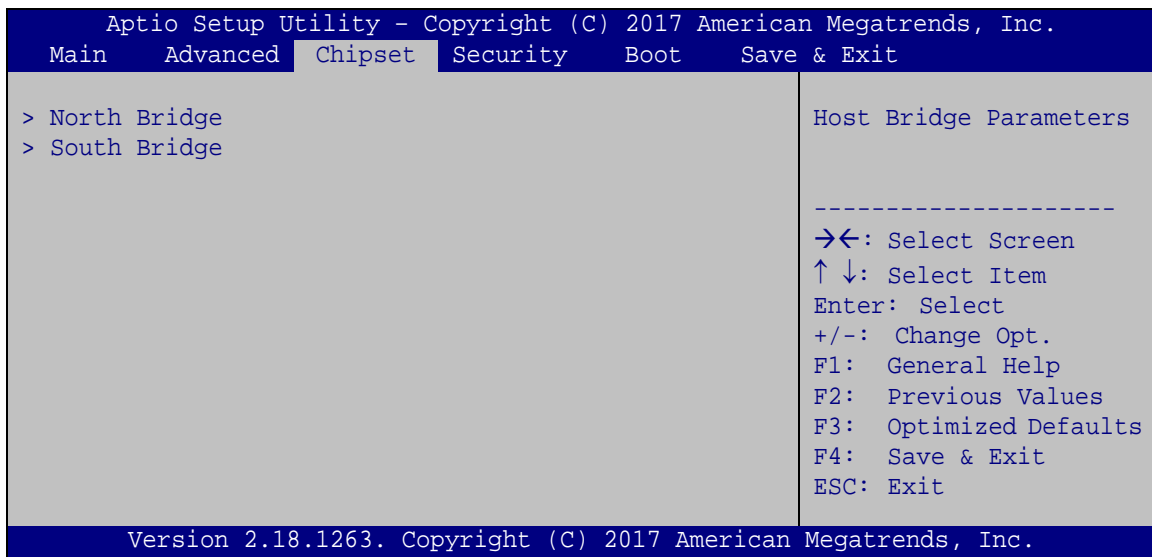 Aptio Setup Utility – Copyright (C) 2017 American Megatrends, Inc.
Main Advanced Chipset Security Boot Save & Exit
> North Bridge
> South Bridge
Host Bridge Parameters
---------------------
→←: Select Screen
↑ ↓: Select Item
Enter: Select
+/-: Change Opt.
F1: General Help
F2: Previous Values
F3: Optimized Defaults
F4: Save & Exit
ESC: Exit
Version 2.18.1263. Copyright (C) 2017 American Megatrends, Inc.